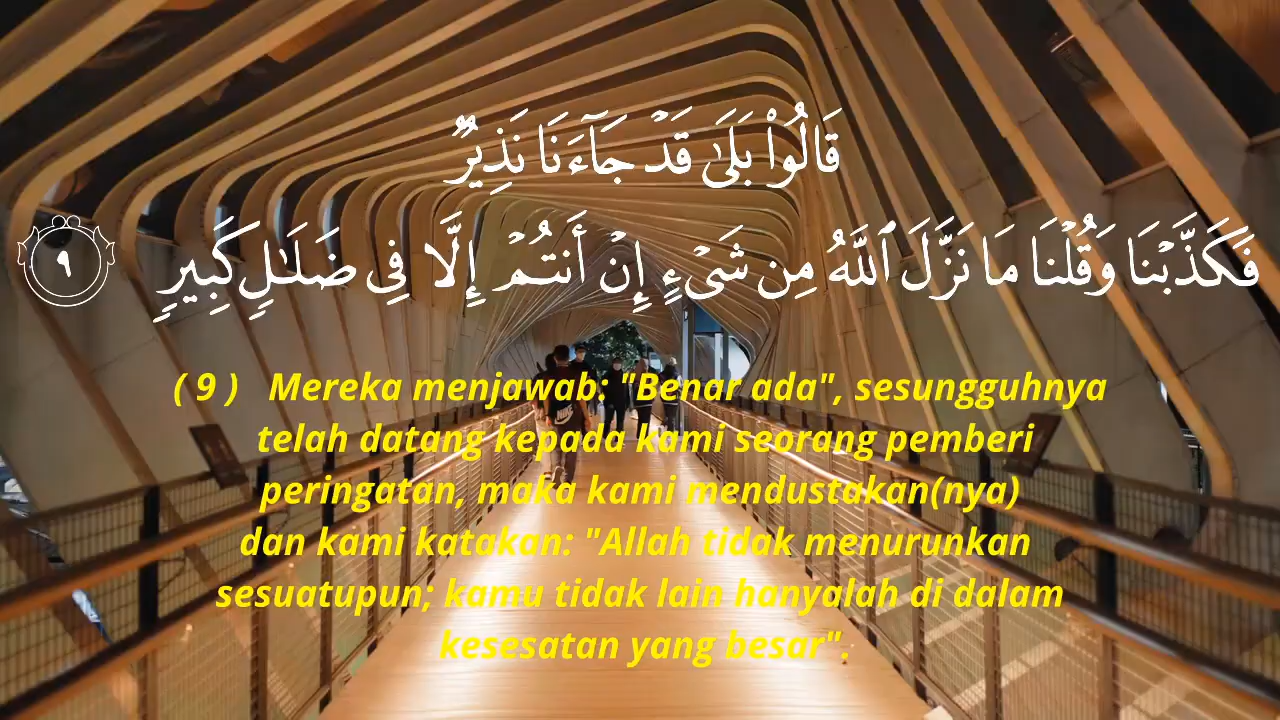 قَالُوا۟ بَلَىٰ قَدْ جَآءَنَا نَذِيرٌ
فَكَذَّبْنَا وَقُلْنَا مَا نَزَّلَ ٱللَّهُ مِن شَىْءٍ إِنْ أَنتُمْ إِلَّا فِى ضَلَـٰلٍ كَبِيرٍ ٩
( 9 ) Mereka menjawab: "Benar ada", sesungguhnya
telah datang kepada kami seorang pemberi
peringatan, maka kami mendustakan(nya)
dan kami katakan: "Allah tidak menurunkan
sesuatupun; kamu tidak lain hanyalah di dalam
kesesatan yang besar".
NIKE